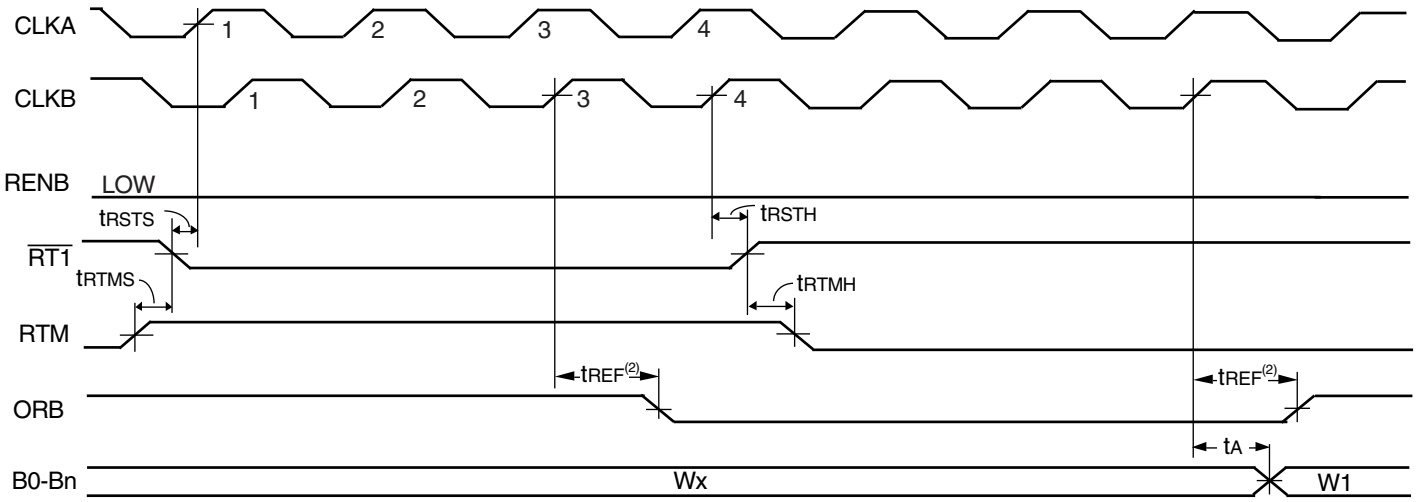 CLKA 1 2 3 4
CLKB 1 2 3 4
RENB LOW
tRSTS tRSTH
RT1
tRTMS tRTMH
RTM
tREF(2) tREF(2)
ORB
tA
B0-Bn Wx W1